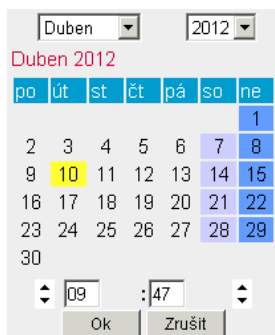 Duben 2012
Duben 2012
po út st čt pá so ne
1
2 3 4 5 6 7 8
9 10 11 12 13 14 15
16 17 18 19 20 21 22
23 24 25 26 27 28 29
30
09 : 47
Ok Zrušit